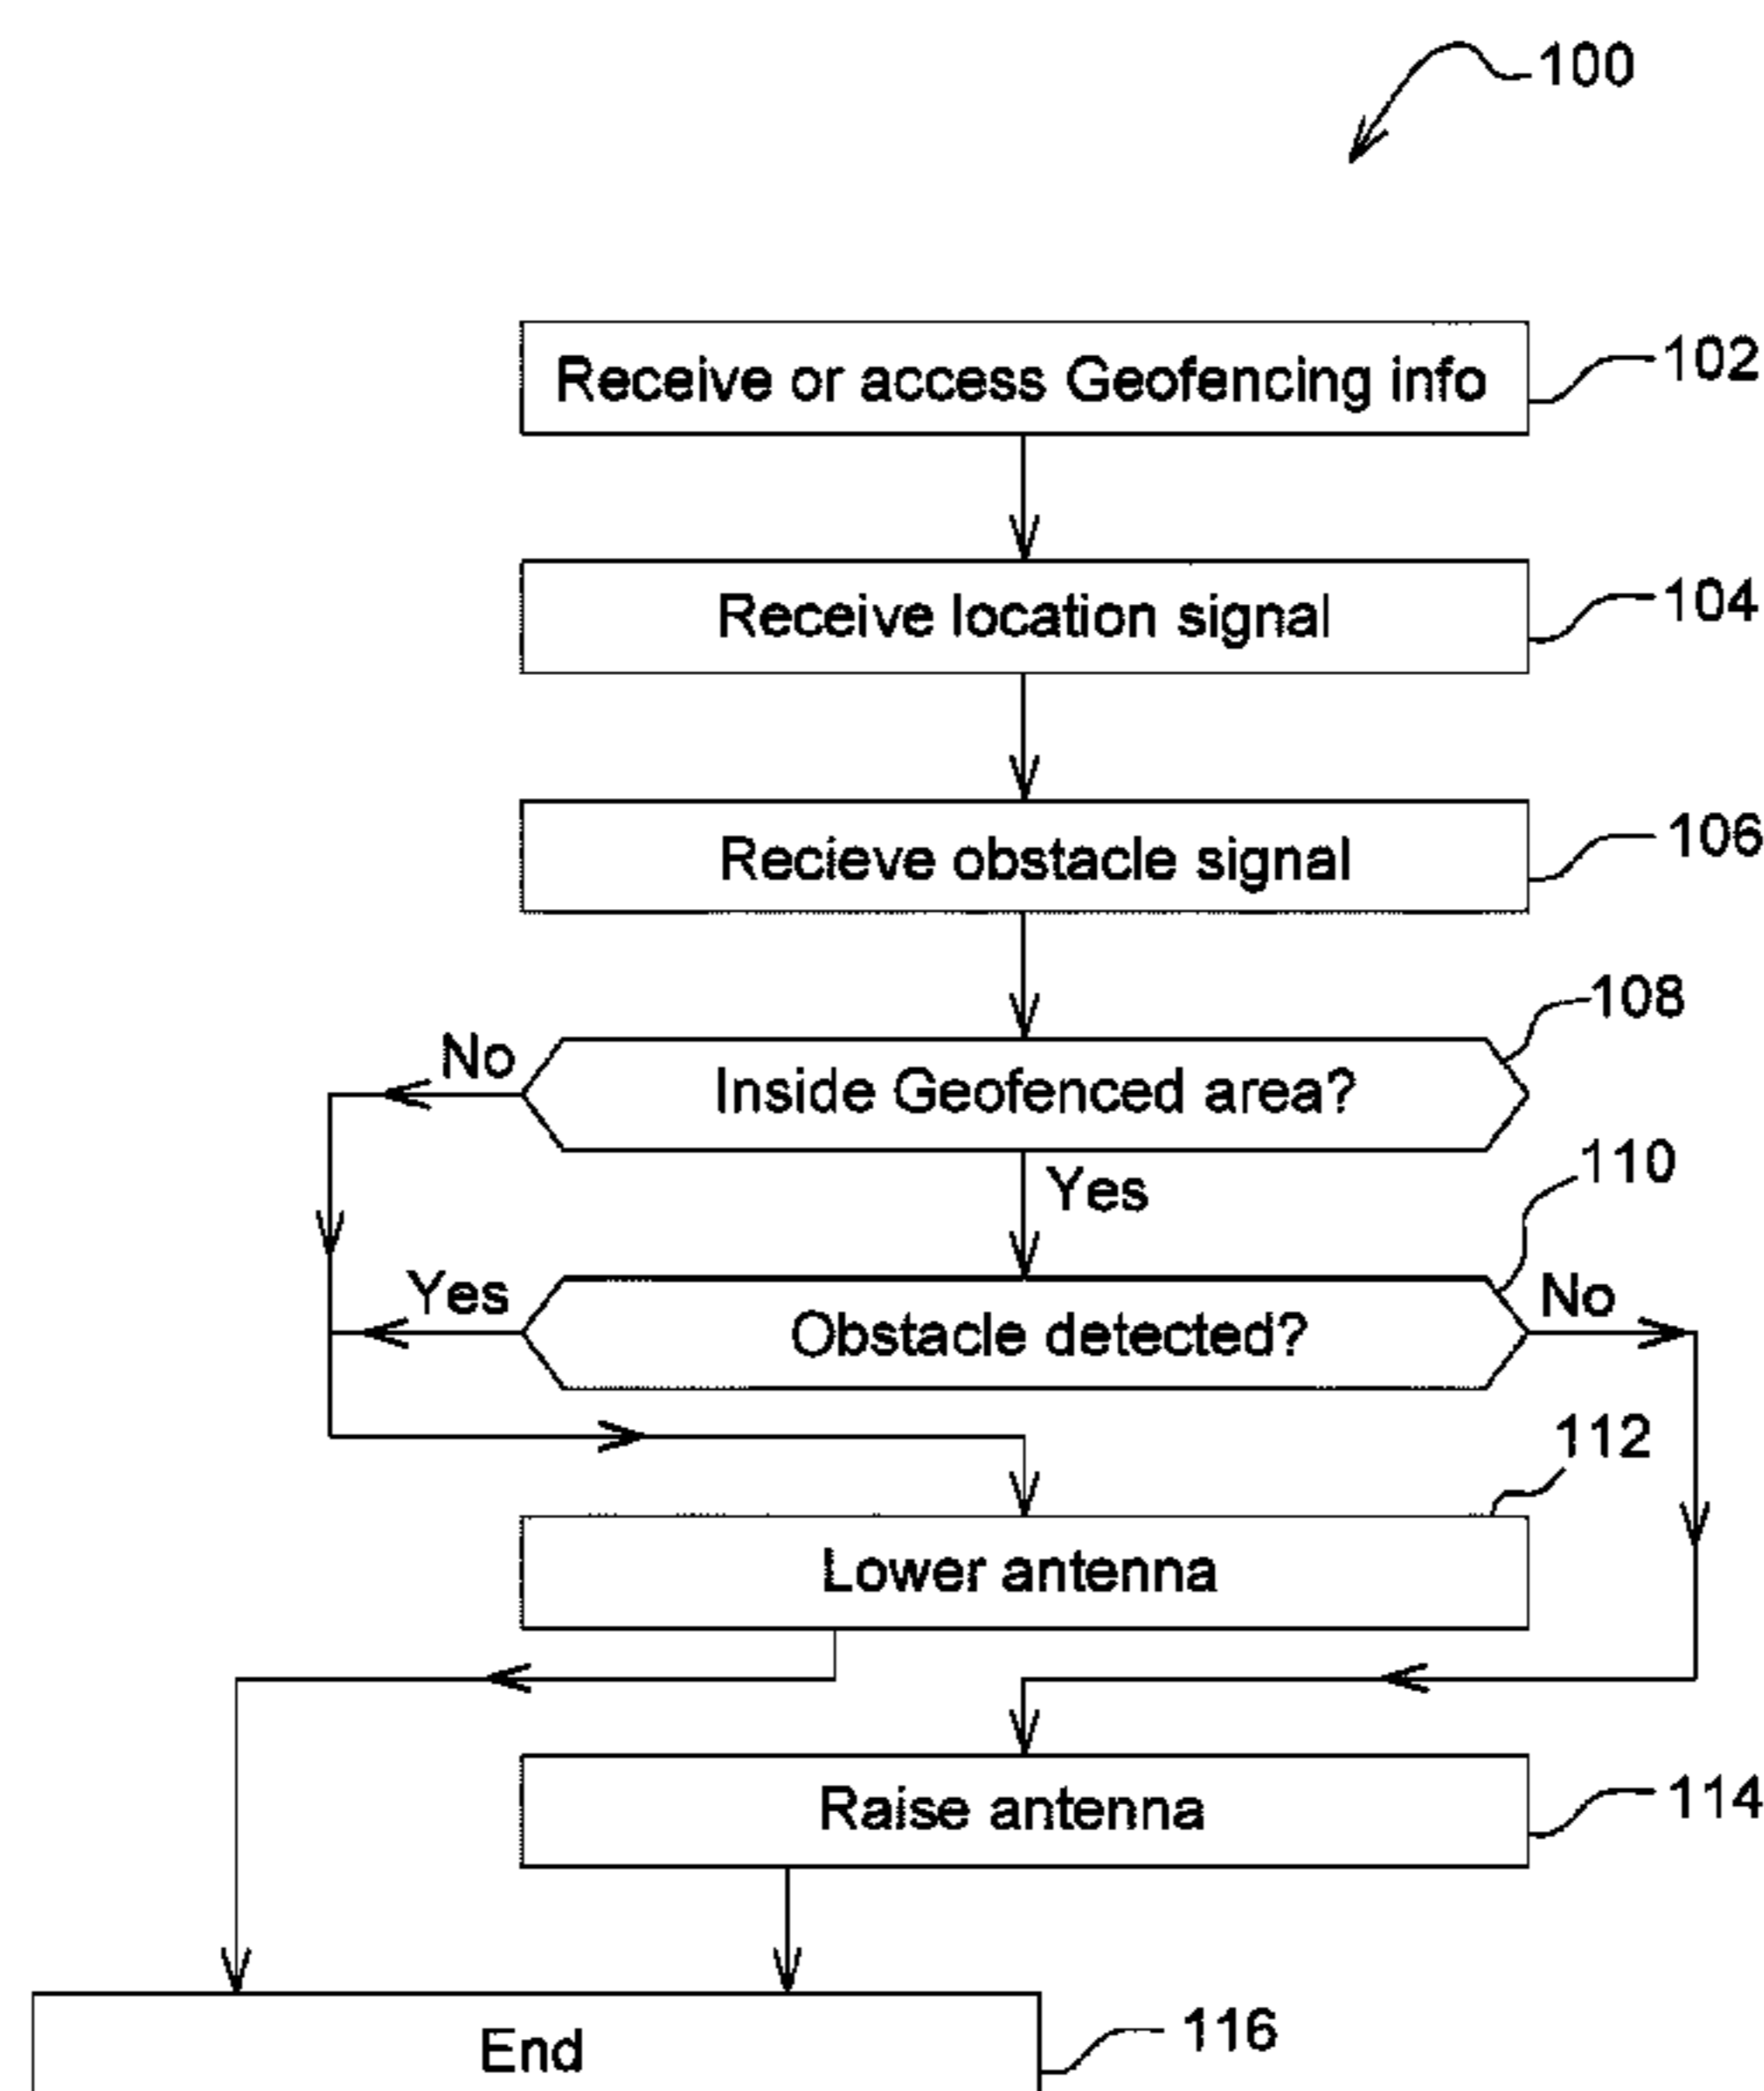 100
Receive or access Geofencing info
102
Receive location signal
104
Recieve obstacle signal
106
108
No
Inside Geofenced area?
Yes
110
Yes
Obstacle detected?
No
112
Lower antenna
Raise antenna
114
End
116